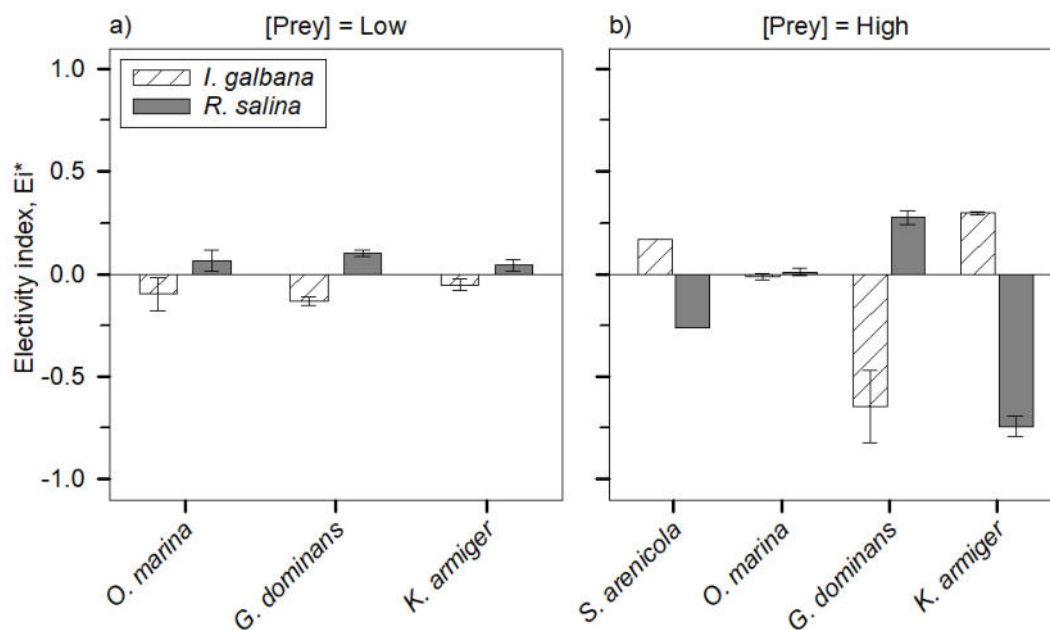 a) [Prey] = Low
b) [Prey] = High
Electivity index, Ei*
1.0
0.5
0.0
-0.5
-1.0
I. galbana
R. salina
O. marina
G. dominans
K. armiger
S. arenicola
O. marina
G. dominans
K. armiger